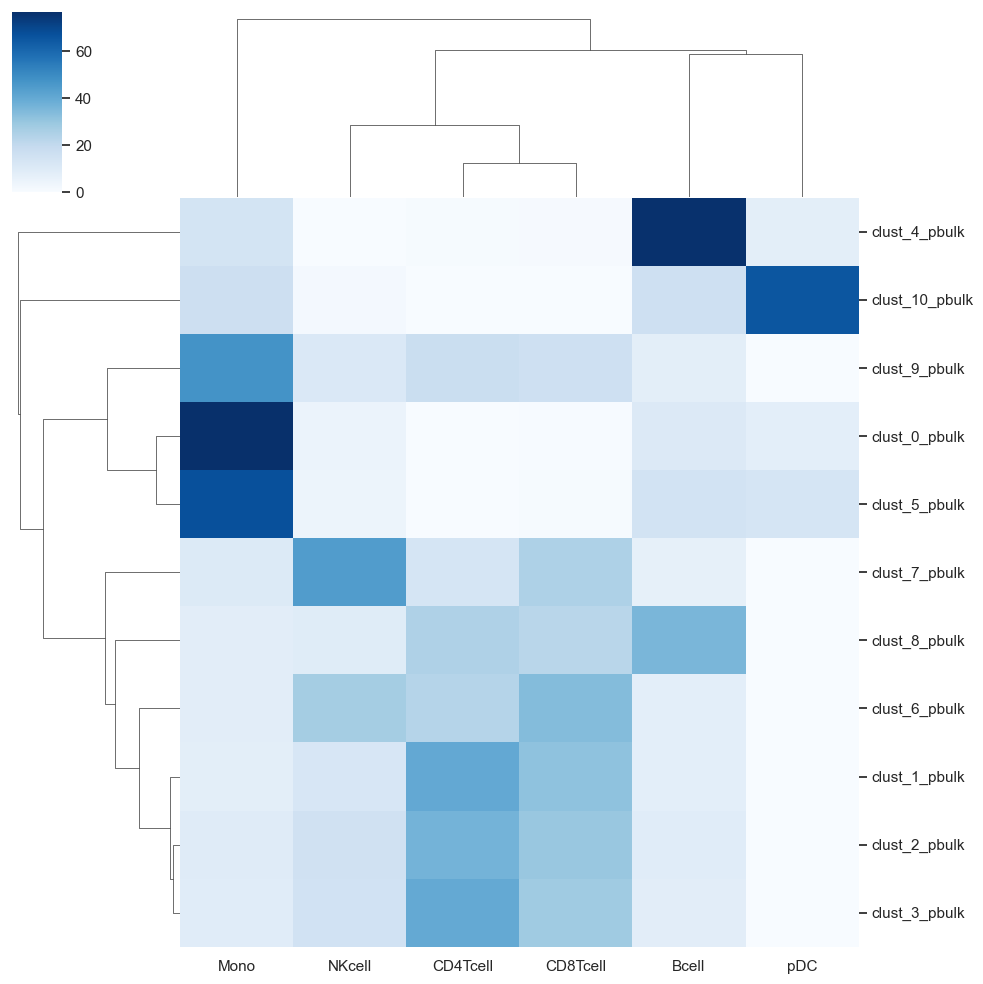 60
40
20
0
clust_4_pbulk
clust_10_pbulk
clust_9_pbulk
clust_0_pbulk
clust_5_pbulk
clust_7_pbulk
clust_8_pbulk
clust_6_pbulk
clust_1_pbulk
clust_2_pbulk
clust_3_pbulk
Mono NKcell CD4Tcell CD8Tcell Bcell pDC